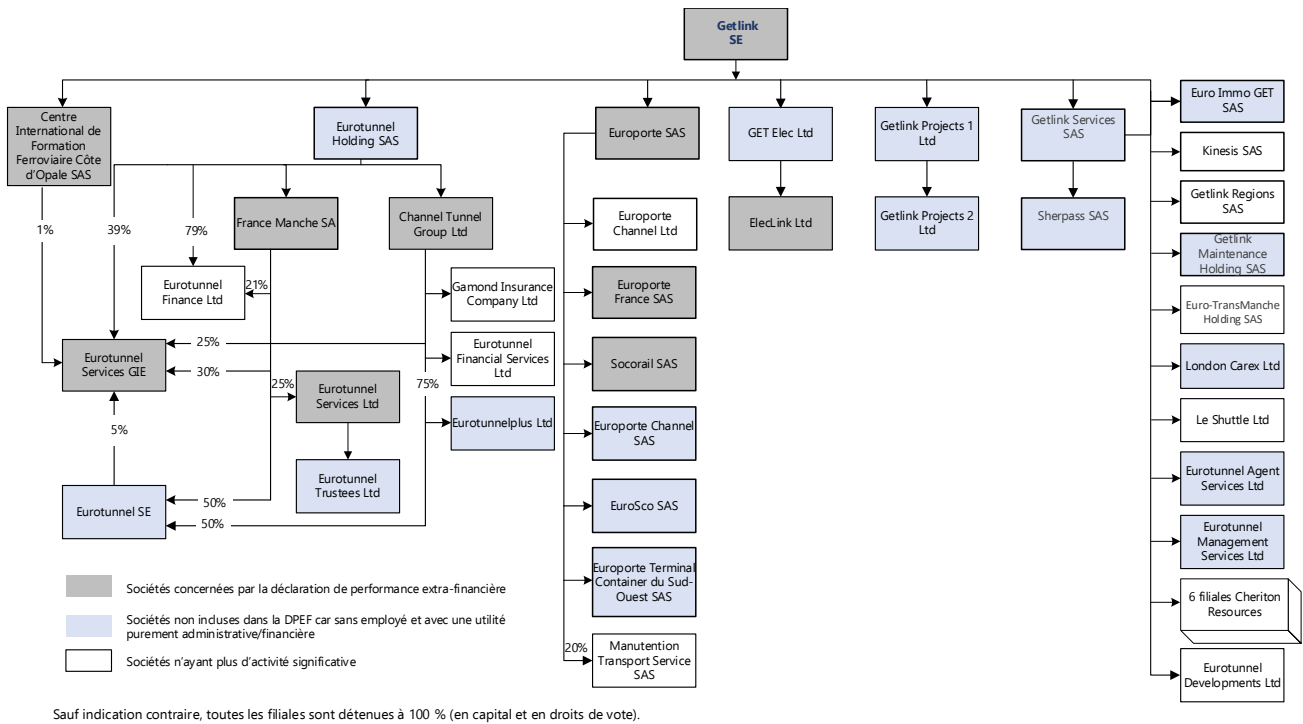 Getlink
SE
Centre
International de
Formation
Ferroviaire Côte
d'Opale SAS
Eurotunnel
Holding SAS
Europorte SAS
GET Elec Ltd
Getlink Projects 1
Ltd
Getlink Services
SAS
Euro Immo GET
SAS
Kinesis SAS
Getlink Regions
SAS
Getlink
Maintenance
Holding SAS
Euro-TransManche
Holding SAS
London Carex Ltd
Le Shuttle Ltd
Eurotunnel Agent
Services Ltd
Eurotunnel
Management
Services Ltd
6 filiales Cheriton
Resources
Eurotunnel
Developments Ltd
1%
39%
79%
France Manche SA
Channel Tunnel
Group Ltd
Europorte
Channel Ltd
ElecLink Ltd
Getlink Projects 2
Ltd
Sherpass SAS
Eurotunnel
Finance Ltd
21%
Gamond Insurance
Company Ltd
Europorte
France SAS
Eurotunnel
Services GIE
25%
30%
Eurotunnel
Financial Services
Ltd
Socorail SAS
25%
Eurotunnel
Services Ltd
75%
Eurotunnelplus Ltd
Europorte Channel
SAS
5%
Eurotunnel
Trustees Ltd
Eurotunnel SE
50%
50%
EuroSco SAS
Europorte Terminal
Container du Sud-
Ouest SAS
20%
Manutention
Transport Service
SAS
Sociétés concernées par la déclaration de performance extra-financière
Sociétés non incluses dans la DPEF car sans employé et avec une utilité
purement administrative/financière
Sociétés n'ayant plus d'activité significative
Sauf indication contraire, toutes les filiales sont détenues à 100 % (en capital et en droits de vote).